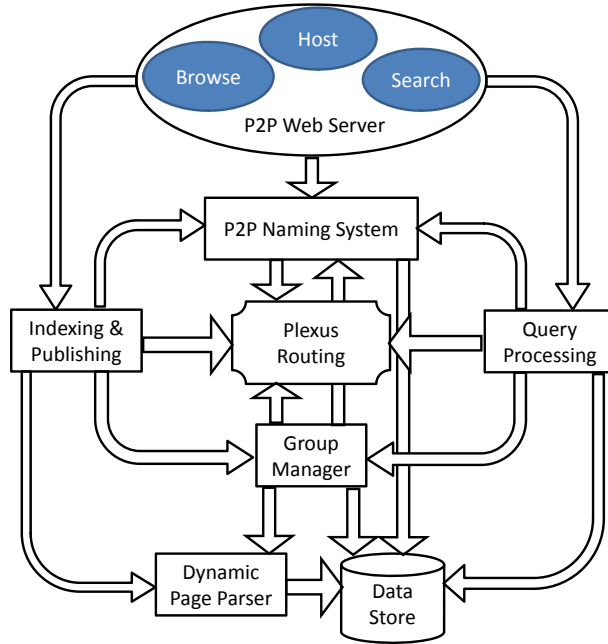 Host
Browse
Search
P2P Web Server
P2P Naming System
Indexing &
Publishing
Plexus
Routing
Query
Processing
Group
Manager
Dynamic
Page Parser
Data
Store